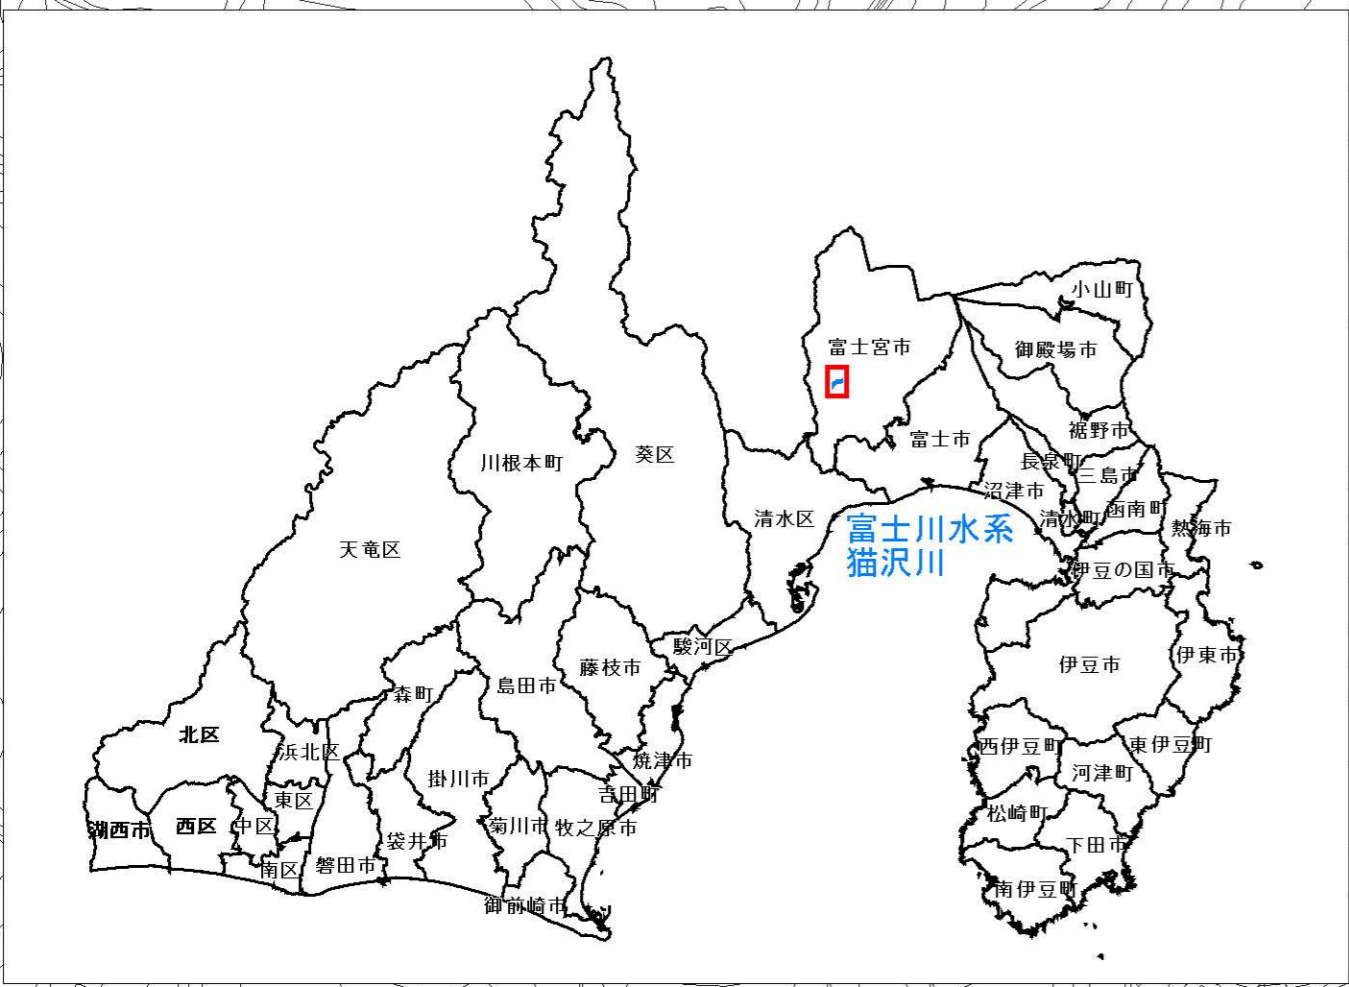 小山町
富士宮市
御殿場市
裾野市
富士市
川根本町
葵区
長泉町
三島市
沼津市
清水区
清水町
函南町
富士川水系
猫沢川
熱海市
天竜区
伊豆の国市
駿河区
伊豆市
伊東市
藤枝市
島田市
森町
北区
浜北区
西伊豆町
東伊豆町
焼津市
掛川市
河津町
吉田町
東区
松崎町
湖西市
西区
中区
菊川市
牧之原市
袋井市
下田市
南区
磐田市
南伊豆町
御前崎市